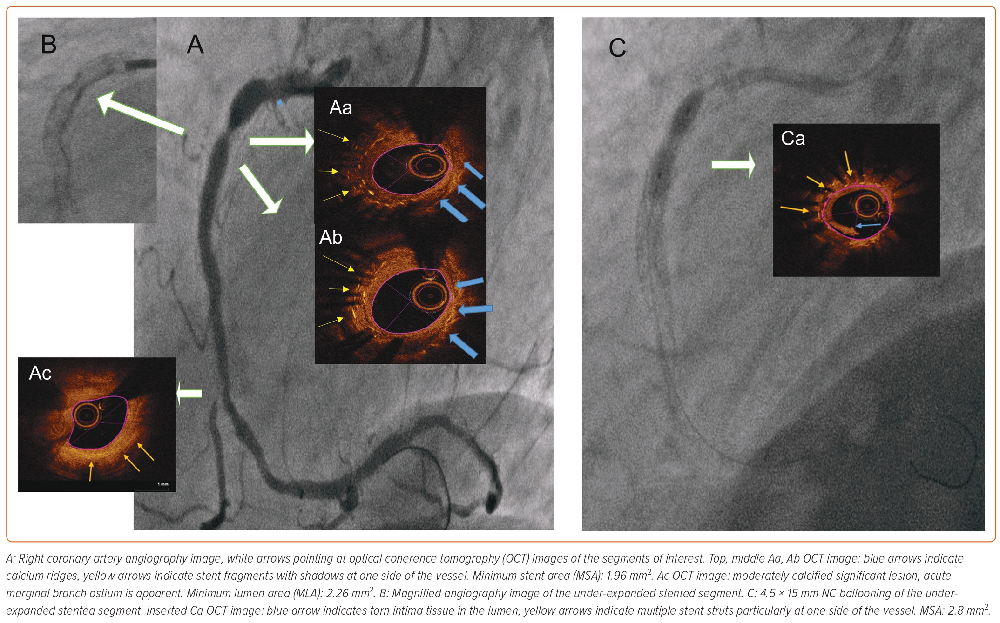 B
A
C
Aa
Ca
Ab
Ac
1 mm
A: Right coronary artery angiography image, white arrows pointing at optical coherence tomography (OCT) images of the segments of interest. Top, middle Aa, Ab OCT image: blue arrows indicate
calcium ridges, yellow arrows indicate stent fragments with shadows at one side of the vessel. Minimum stent area (MSA): 1.96 mm². Ac OCT image: moderately calcified significant lesion, acute
marginal branch ostium is apparent. Minimum lumen area (MLA): 2.26 mm². B: Magnified angiography image of the under-expanded stented segment. C: 4.5 × 15 mm NC ballooning of the under-
expanded stented segment. Inserted Ca OCT image: blue arrow indicates torn intima tissue in the lumen, yellow arrows indicate multiple stent struts particularly at one side of the vessel. MSA: 2.8 mm².